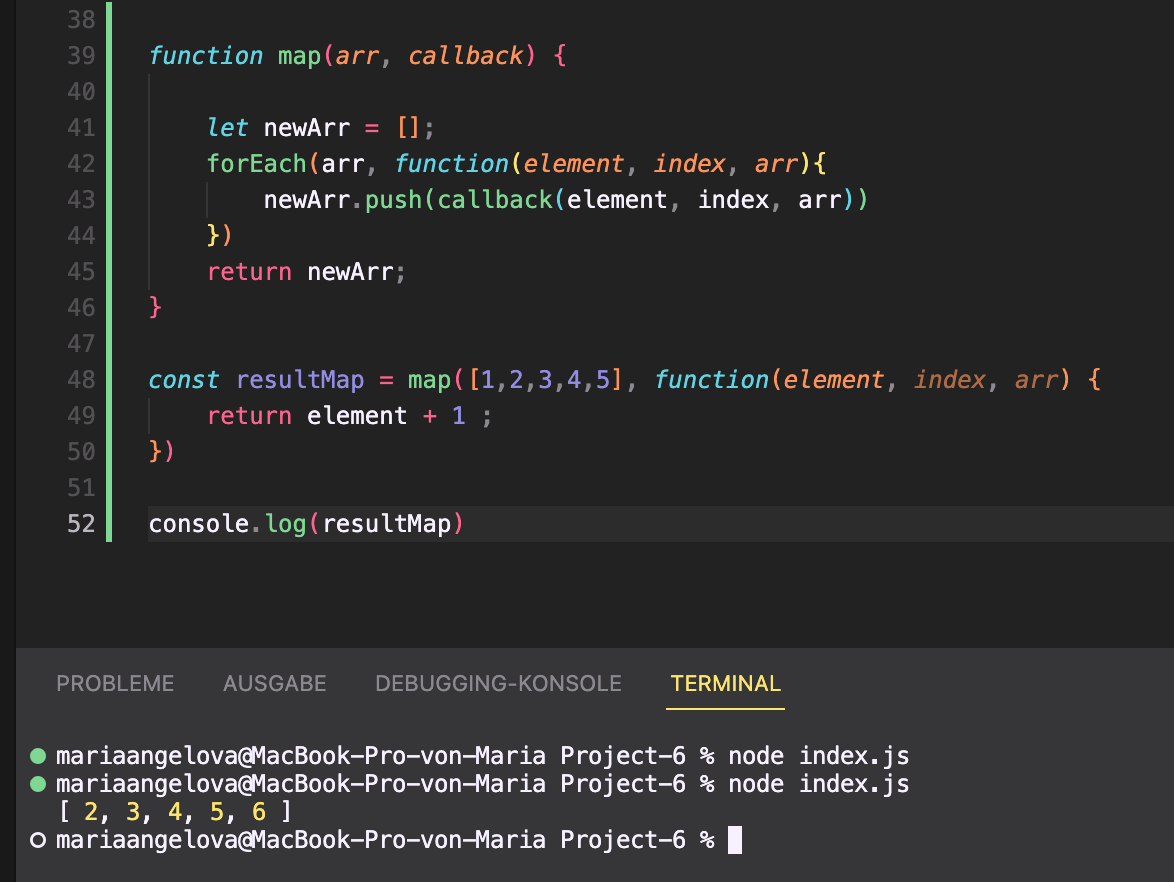 38
39 function map(arr, callback) {
40
41 let newArr = [];
42 forEach(arr, function(element, index, arr){
43 newArr.push(callback(element, index, arr))
44 })
45 return newArr;
46 }
47
48 const resultMap = map([1,2,3,4,5], function(element, index, arr) {
49 return element + 1 ;
50 })
51
52 console.log(resultMap)
PROBLEME AUSGABE DEBUGGING-KONSOLE TERMINAL
mariaangelova@MacBook-Pro-von-Maria Project-6 % node index.js
mariaangelova@MacBook-Pro-von-Maria Project-6 % node index.js
[ 2, 3, 4, 5, 6 ]
mariaangelova@MacBook-Pro-von-Maria Project-6 %